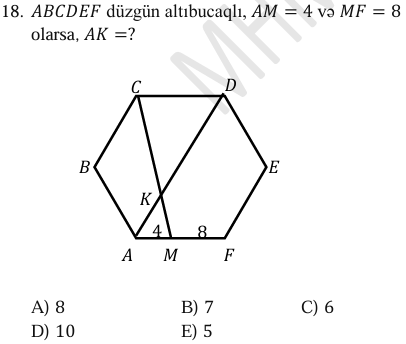 18. ABCDEF düzgün altıbucaqlı, AM = 4 və MF = 8
olarsa, AK =?
C D
B E
K
4 8
A M F
A) 8 B) 7 C) 6
D) 10 E) 5